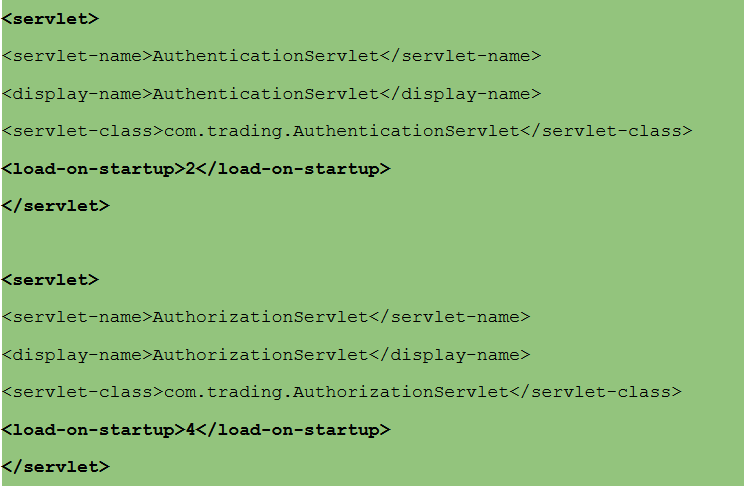 <servlet>
<servlet-name>AuthenticationServlet</servlet-name>
<display-name>AuthenticationServlet</display-name>
<servlet-class>com.trading.AuthenticationServlet</servlet-class>
<load-on-startup>2</load-on-startup>
</servlet>
<servlet>
<servlet-name>AuthorizationServlet</servlet-name>
<display-name>AuthorizationServlet</display-name>
<servlet-class>com.trading.AuthorizationServlet</servlet-class>
<load-on-startup>4</load-on-startup>
</servlet>